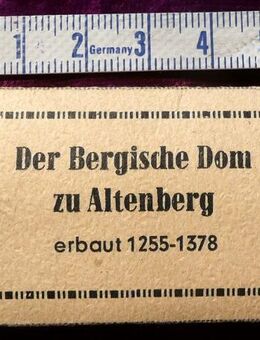 1 2 Germany 3 4
Der Bergische Dom
zu Altenberg
erbaut 1255-1378